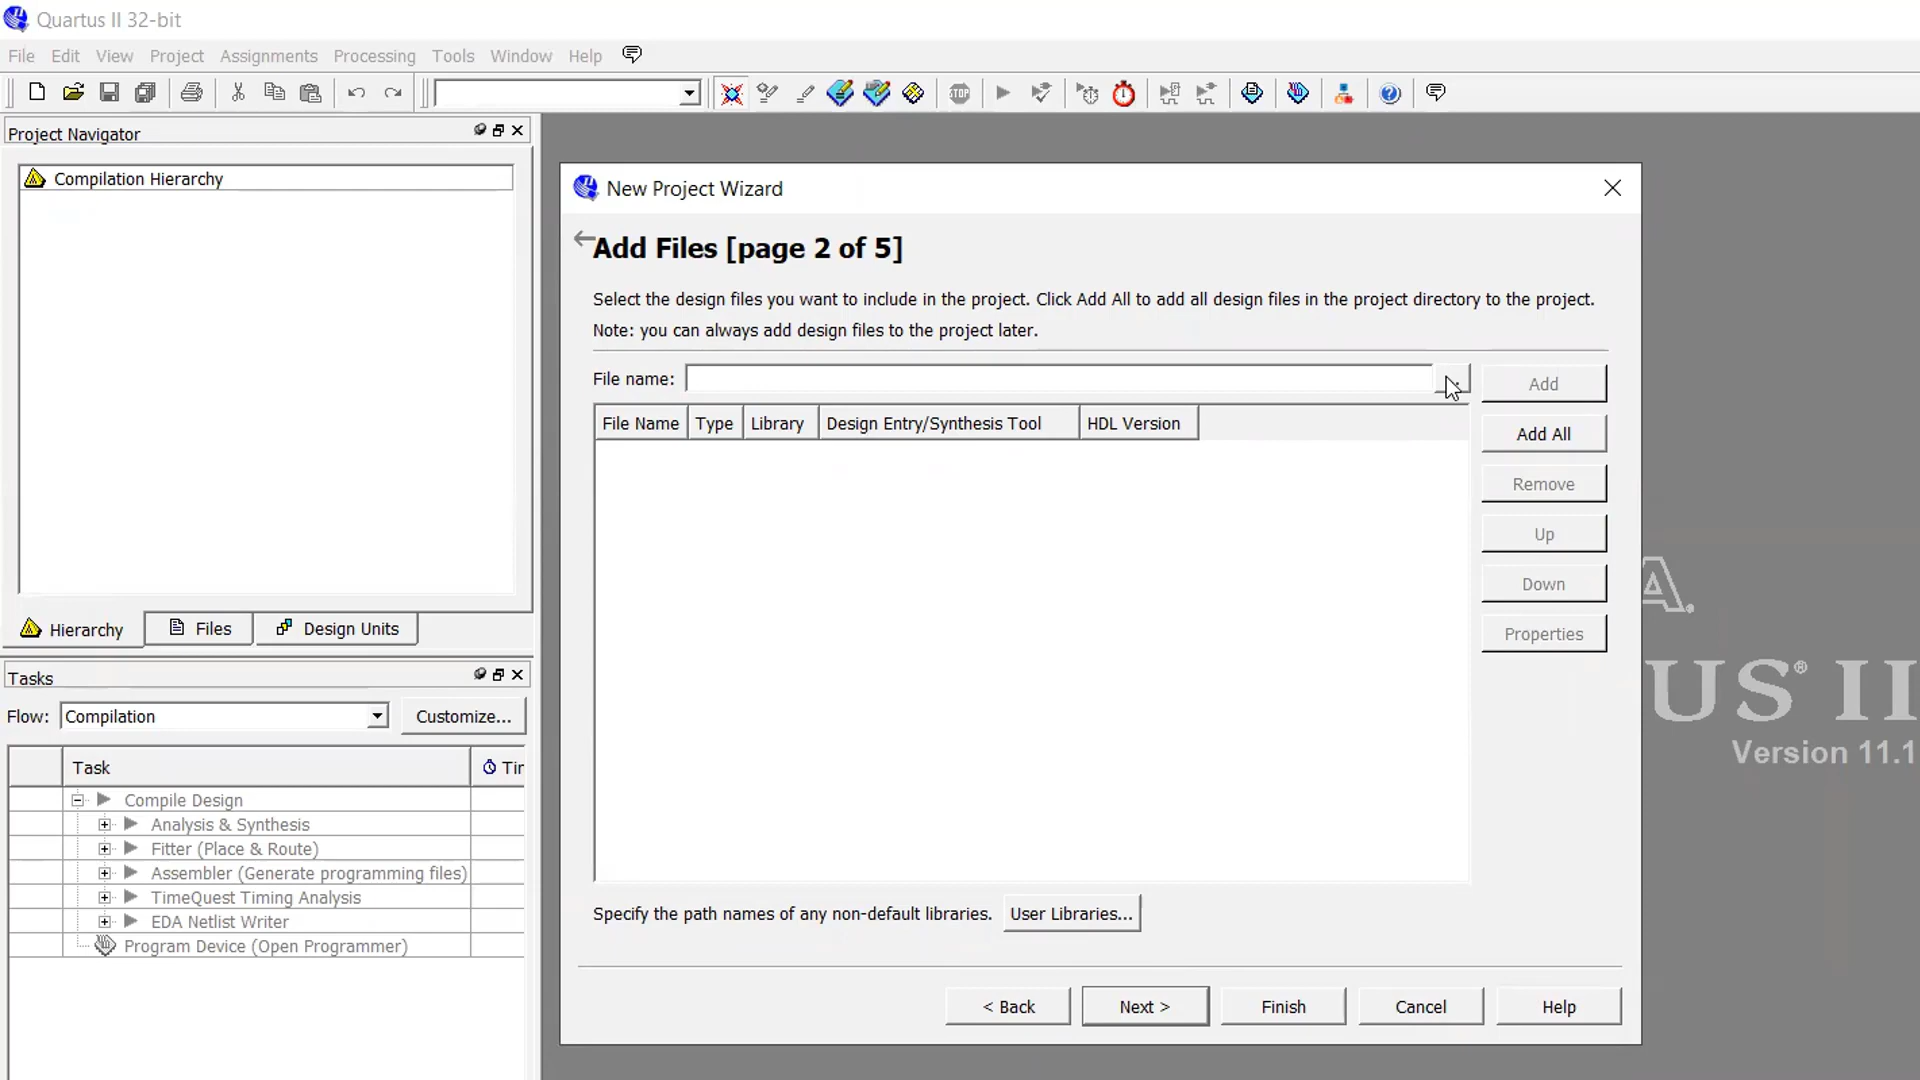 Quartus II 32-bit
File Edit View Project Assignments Processing Tools Window Help
STOP
Project Navigator
Compilation Hierarchy
Hierarchy Files Design Units
Tasks
Flow: Compilation Customize...
Task Tir
Compile Design
Analysis & Synthesis
Fitter (Place & Route)
Assembler (Generate programming files)
TimeQuest Timing Analysis
EDA Netlist Writer
Program Device (Open Programmer)
New Project Wizard
Add Files [page 2 of 5]
Select the design files you want to include in the project. Click Add All to add all design files in the project directory to the project.
Note: you can always add design files to the project later.
File name:
Add
File Name Type Library Design Entry/Synthesis Tool HDL Version
Add All
Remove
Up
Down
Properties
Specify the path names of any non-default libraries. User Libraries...
< Back Next > Finish Cancel Help
A.
US® II
Version 11.1